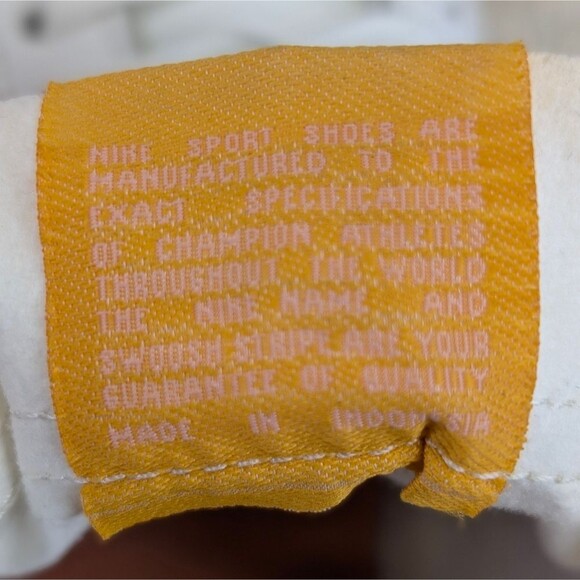 NIKE SPORT SHOES ARE
MANUFACTURED TO THE
EXACT SPECIFICATIONS
OF CHAMPION ATHLETES
THROUGHOUT THE WORLD
THE NIKE NAME AND
SWOOSH STRIPE ARE YOUR
GUARANTEE OF QUALITY
MADE IN INDONESIA